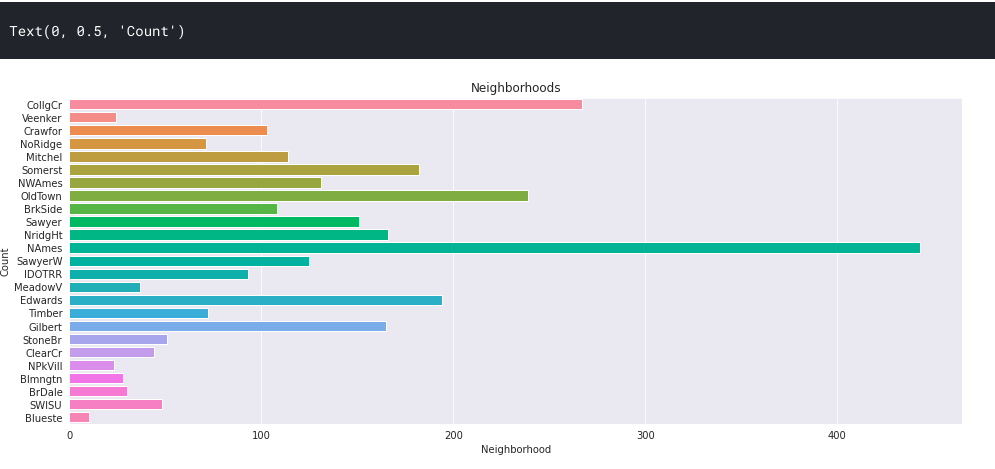 Text(0, 0.5, 'Count')
Neighborhoods
CollgCr
Veenker
Crawfor
NoRidge
Mitchel
Somerst
NWAmes
OldTown
BrkSide
Sawyer
NridgHt
NAmes
SawyerW
IDOTRR
MeadowV
Edwards
Timber
Gilbert
StoneBr
ClearCr
NPkVill
Blmngtn
BrDale
SWISU
Blueste
Count
0 100 200 300 400
Neighborhood